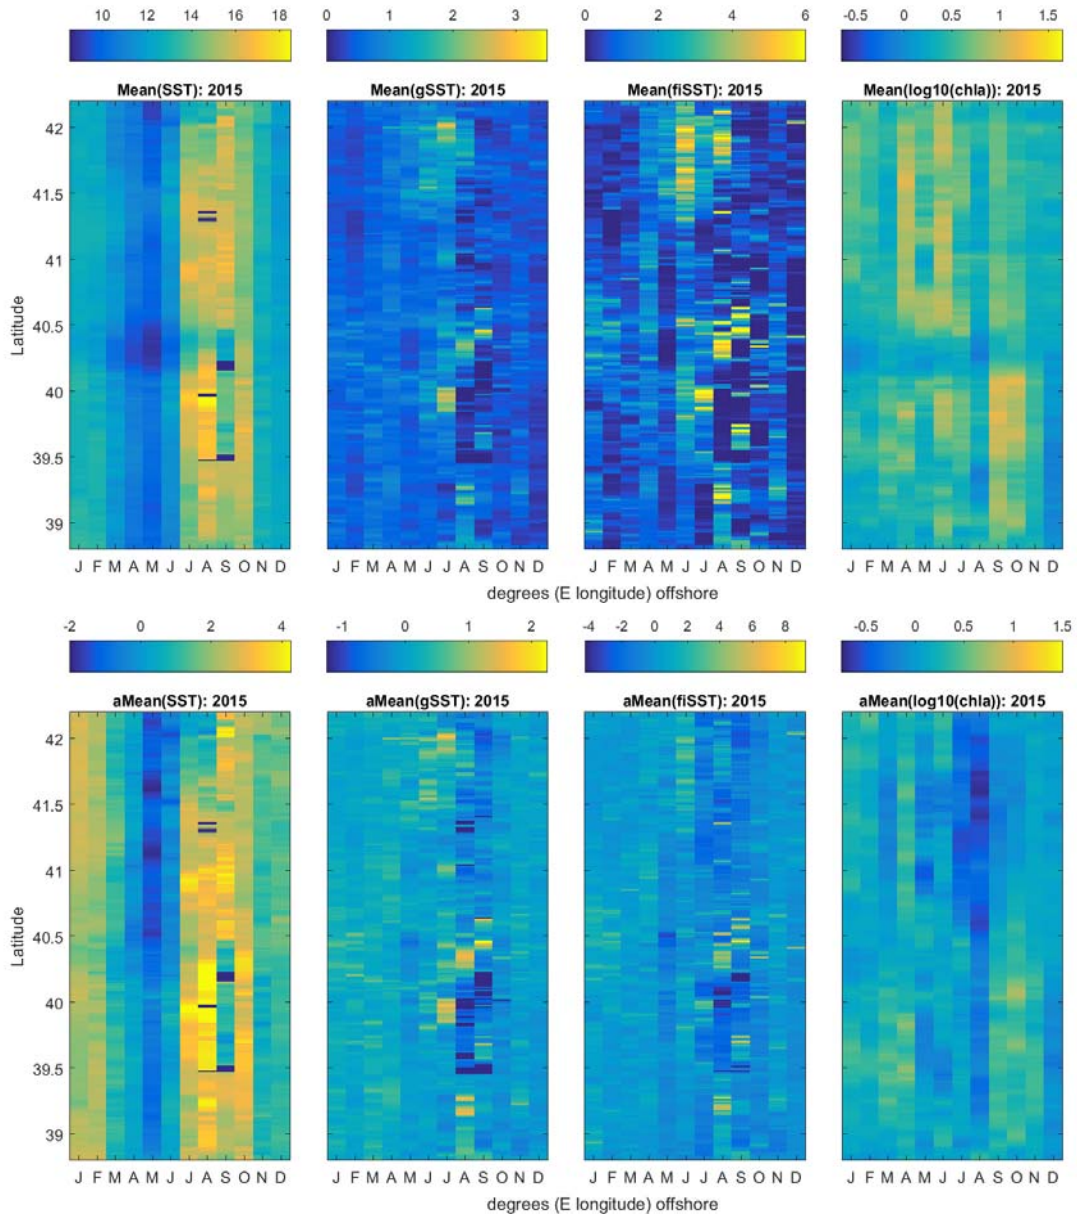 10 12 14 16 18
0 1 2 3
0 2 4 6
-0.5 0 0.5 1 1.5
Mean(SST): 2015
Mean(gSST): 2015
Mean(fiSST): 2015
Mean(log10(chla)): 2015
Latitude
42
41.5
41
40.5
40
39.5
39
J F M A M J J A S O N D
J F M A M J J A S O N D
J F M A M J J A S O N D
J F M A M J J A S O N D
degrees (E longitude) offshore
-2 0 2 4
-1 0 1 2
-4 -2 0 2 4 6 8
-0.5 0 0.5 1 1.5
aMean(SST): 2015
aMean(gSST): 2015
aMean(fiSST): 2015
aMean(log10(chla)): 2015
Latitude
42
41.5
41
40.5
40
39.5
39
J F M A M J J A S O N D
J F M A M J J A S O N D
J F M A M J J A S O N D
J F M A M J J A S O N D
degrees (E longitude) offshore